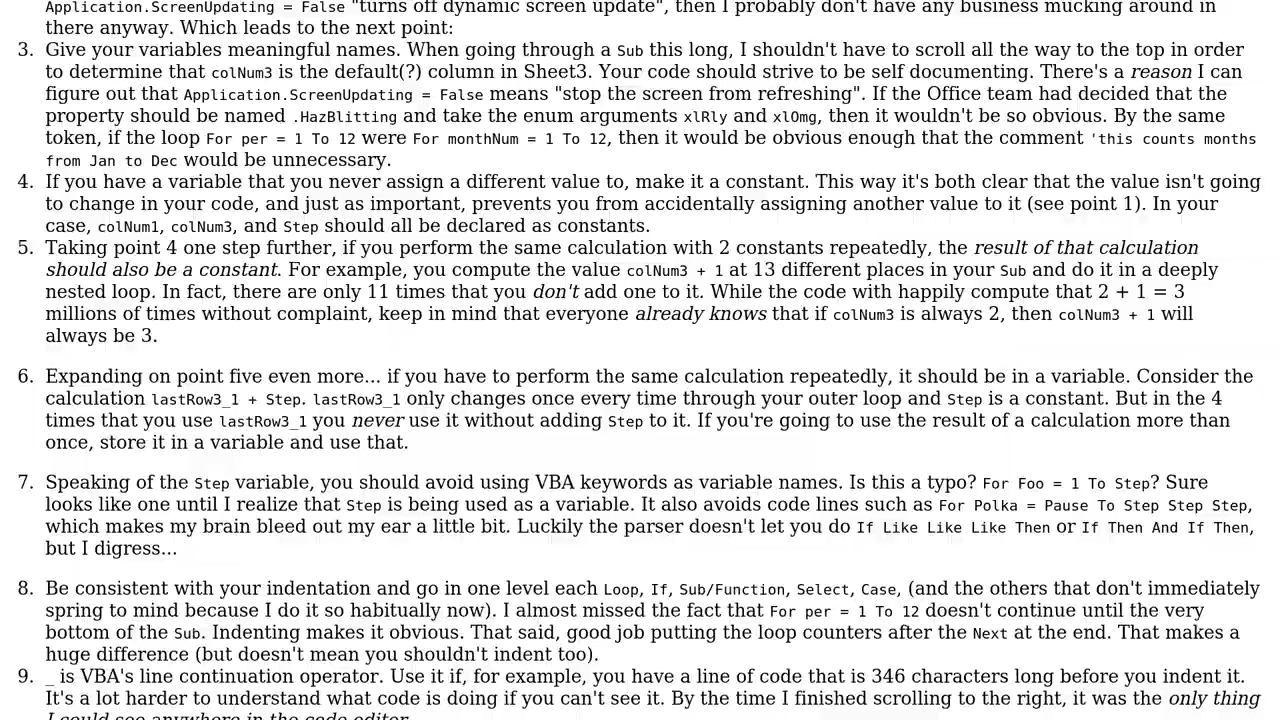 Application.ScreenUpdating = False "turns off dynamic screen update", then I probably don't have any business mucking around in
there anyway. Which leads to the next point:
3. Give your variables meaningful names. When going through a Sub this long, I shouldn't have to scroll all the way to the top in order
to determine that colNum3 is the default(?) column in Sheet3. Your code should strive to be self documenting. There's a reason I can
figure out that Application.ScreenUpdating = False means "stop the screen from refreshing". If the Office team had decided that the
property should be named .HazBlitting and take the enum arguments xlRly and xlOmg, then it wouldn't be so obvious. By the same
token, if the loop For per = 1 To 12 were For monthNum = 1 To 12, then it would be obvious enough that the comment 'this counts months
from Jan to Dec would be unnecessary.
4. If you have a variable that you never assign a different value to, make it a constant. This way it's both clear that the value isn't going
to change in your code, and just as important, prevents you from accidentally assigning another value to it (see point 1). In your
case, colNum1, colNum3, and Step should all be declared as constants.
5. Taking point 4 one step further, if you perform the same calculation with 2 constants repeatedly, the result of that calculation
should also be a constant. For example, you compute the value colNum3 + 1 at 13 different places in your Sub and do it in a deeply
nested loop. In fact, there are only 11 times that you don't add one to it. While the code with happily compute that 2 + 1 = 3
millions of times without complaint, keep in mind that everyone already knows that if colNum3 is always 2, then colNum3 + 1 will
always be 3.
6. Expanding on point five even more... if you have to perform the same calculation repeatedly, it should be in a variable. Consider the
calculation lastRow3_1 + Step. lastRow3_1 only changes once every time through your outer loop and Step is a constant. But in the 4
times that you use lastRow3_1 you never use it without adding Step to it. If you're going to use the result of a calculation more than
once, store it in a variable and use that.
7. Speaking of the Step variable, you should avoid using VBA keywords as variable names. Is this a typo? For Foo = 1 To Step? Sure
looks like one until I realize that Step is being used as a variable. It also avoids code lines such as For Polka = Pause To Step Step Step,
which makes my brain bleed out my ear a little bit. Luckily the parser doesn't let you do If Like Like Like Then or If Then And If Then,
but I digress...
8. Be consistent with your indentation and go in one level each Loop, If, Sub/Function, Select, Case, (and the others that don't immediately
spring to mind because I do it so habitually now). I almost missed the fact that For per = 1 To 12 doesn't continue until the very
bottom of the Sub. Indenting makes it obvious. That said, good job putting the loop counters after the Next at the end. That makes a
huge difference (but doesn't mean you shouldn't indent too).
9. _ is VBA's line continuation operator. Use it if, for example, you have a line of code that is 346 characters long before you indent it.
It's a lot harder to understand what code is doing if you can't see it. By the time I finished scrolling to the right, it was the only thing
I could see anywhere in the code editor.